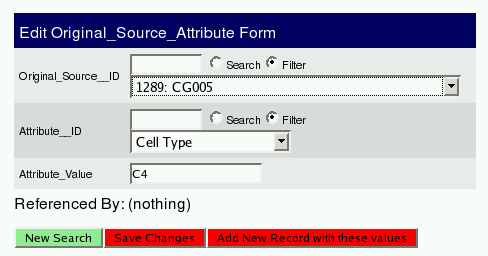 Edit Original_Source_Attribute Form
Search Filter
Original_Source__ID
1289: CG005
Search Filter
Attribute__ID
Cell Type
Attribute_Value C4
Referenced By: (nothing)
New Search Save Changes Add New Record with these values